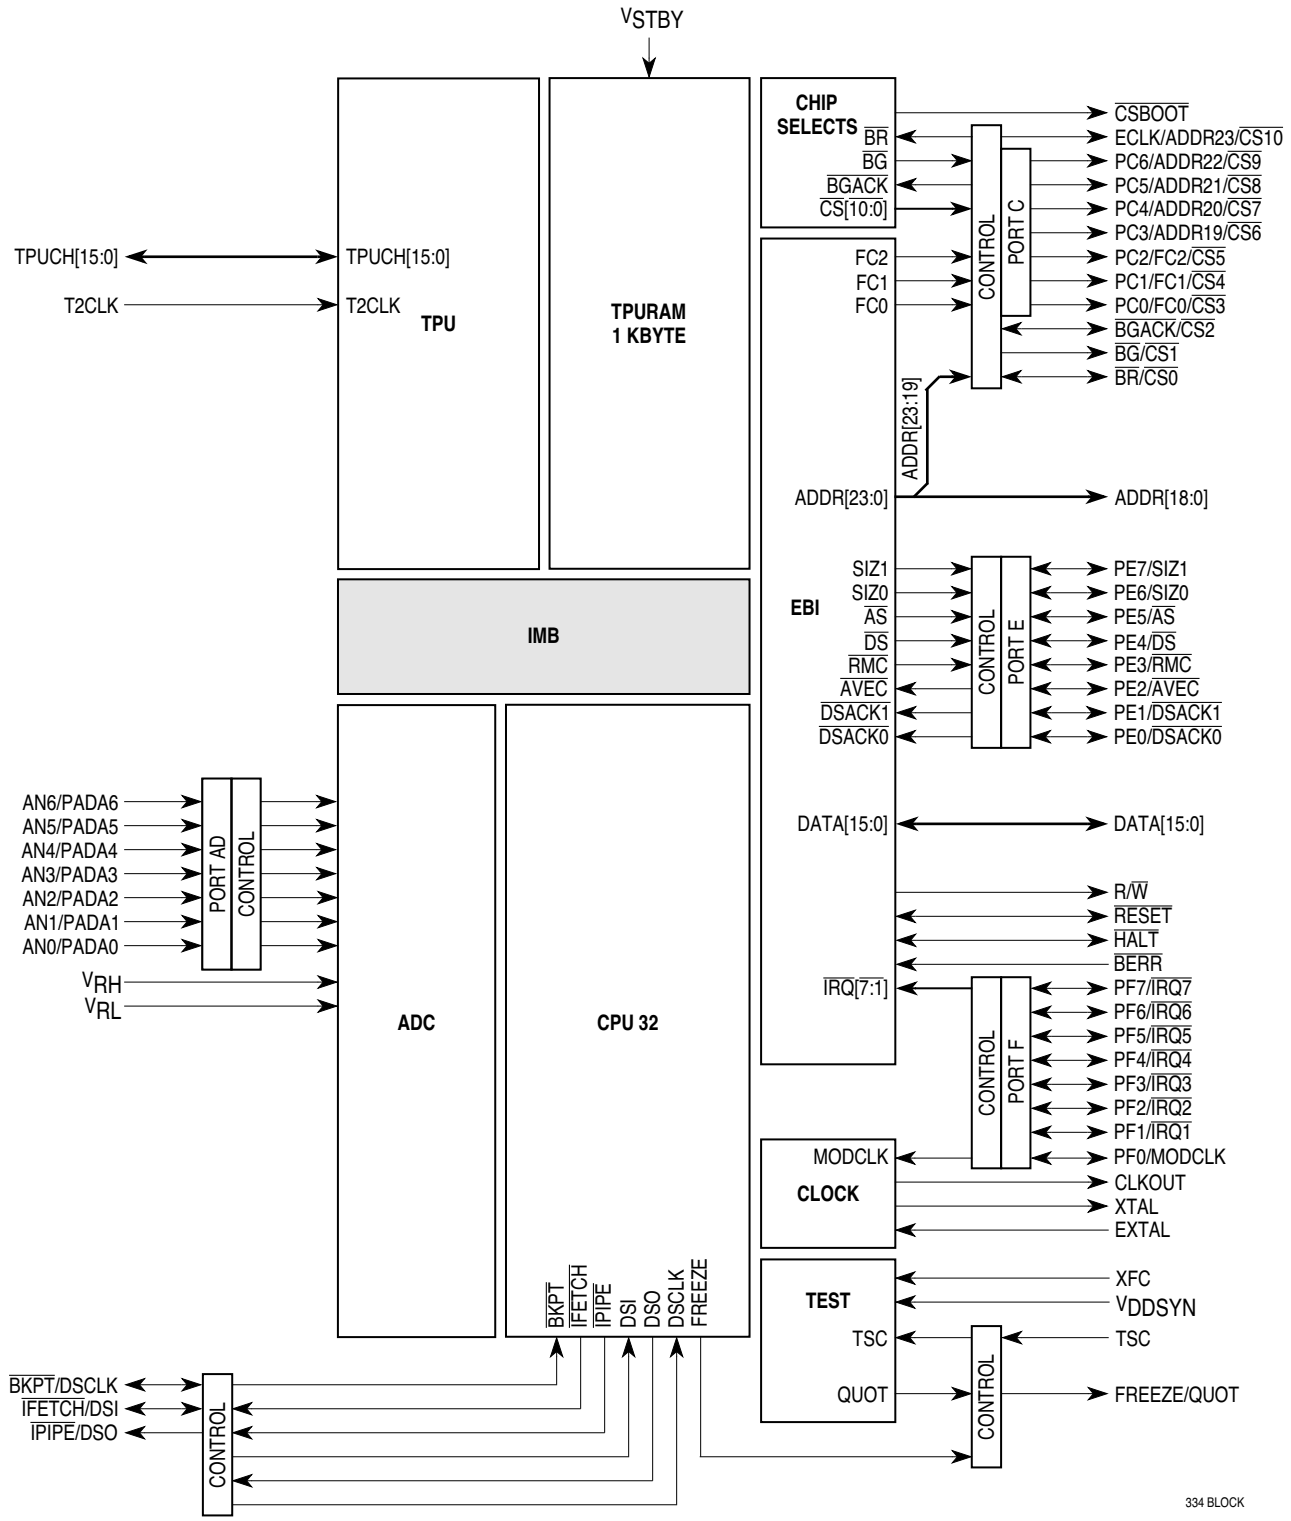 VSTBY
CHIP
SELECTS
BR
BG
BGACK
CS[10:0]
CSBOOT
ECLK/ADDR23/CS10
PC6/ADDR22/CS9
PC5/ADDR21/CS8
PC4/ADDR20/CS7
PC3/ADDR19/CS6
PC2/FC2/CS5
PC1/FC1/CS4
PC0/FC0/CS3
BGACK/CS2
BG/CS1
BR/CS0
CONTROL
PORT C
TPUCH[15:0]
T2CLK
TPUCH[15:0]
T2CLK
TPU
TPURAM
1 KBYTE
FC2
FC1
FC0
ADDR[23:19]
ADDR[23:0]
ADDR[18:0]
IMB
EBI
SIZ1
SIZ0
AS
DS
RMC
AVEC
DSACK1
DSACK0
CONTROL
PORT E
PE7/SIZ1
PE6/SIZ0
PE5/AS
PE4/DS
PE3/RMC
PE2/AVEC
PE1/DSACK1
PE0/DSACK0
DATA[15:0]
DATA[15:0]
R/W
RESET
HALT
BERR
IRQ[7:1]
CONTROL
PORT F
PF7/IRQ7
PF6/IRQ6
PF5/IRQ5
PF4/IRQ4
PF3/IRQ3
PF2/IRQ2
PF1/IRQ1
PF0/MODCLK
AN6/PADA6
AN5/PADA5
AN4/PADA4
AN3/PADA3
AN2/PADA2
AN1/PADA1
AN0/PADA0
VRH
VRL
PORT AD
CONTROL
ADC
CPU 32
MODCLK
CLOCK
CLKOUT
XTAL
EXTAL
BKPT
IFETCH
IPIPE
DSI
DSO
DSCLK
FREEZE
TEST
TSC
QUOT
XFC
VDDSYN
TSC
FREEZE/QUOT
CONTROL
BKPT/DSCLK
IFETCH/DSI
IPIPE/DSO
CONTROL
334 BLOCK